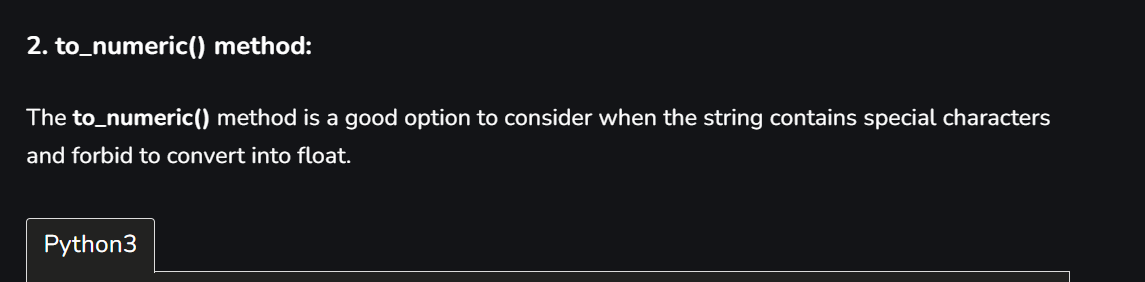 2. to_numeric() method:
The to_numeric() method is a good option to consider when the string contains special characters
and forbid to convert into float.
Python3